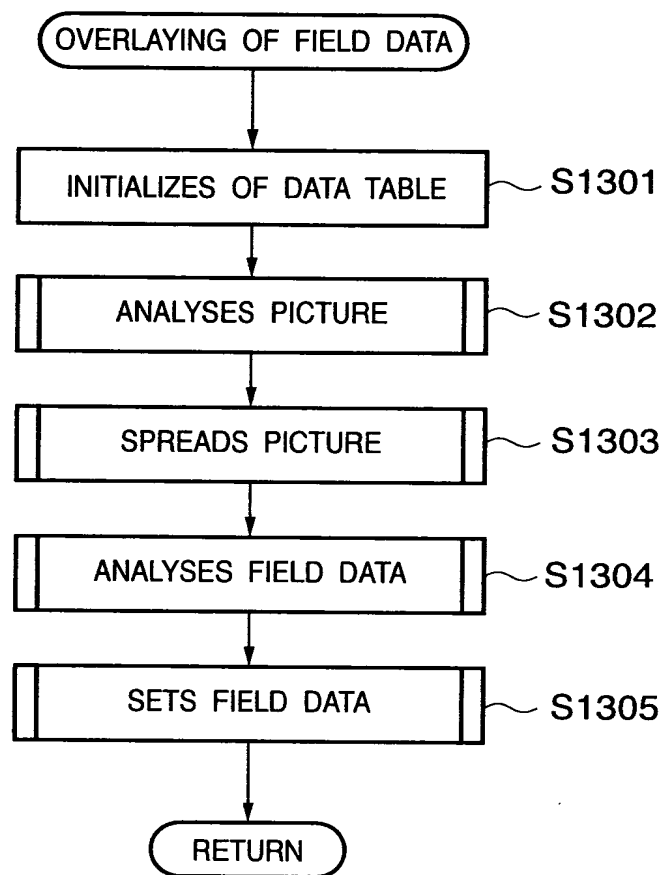 OVERLAYING OF FIELD DATA
INITIALIZES OF DATA TABLE
S1301
ANALYSES PICTURE
S1302
SPREADS PICTURE
S1303
ANALYSES FIELD DATA
S1304
SETS FIELD DATA
S1305
RETURN